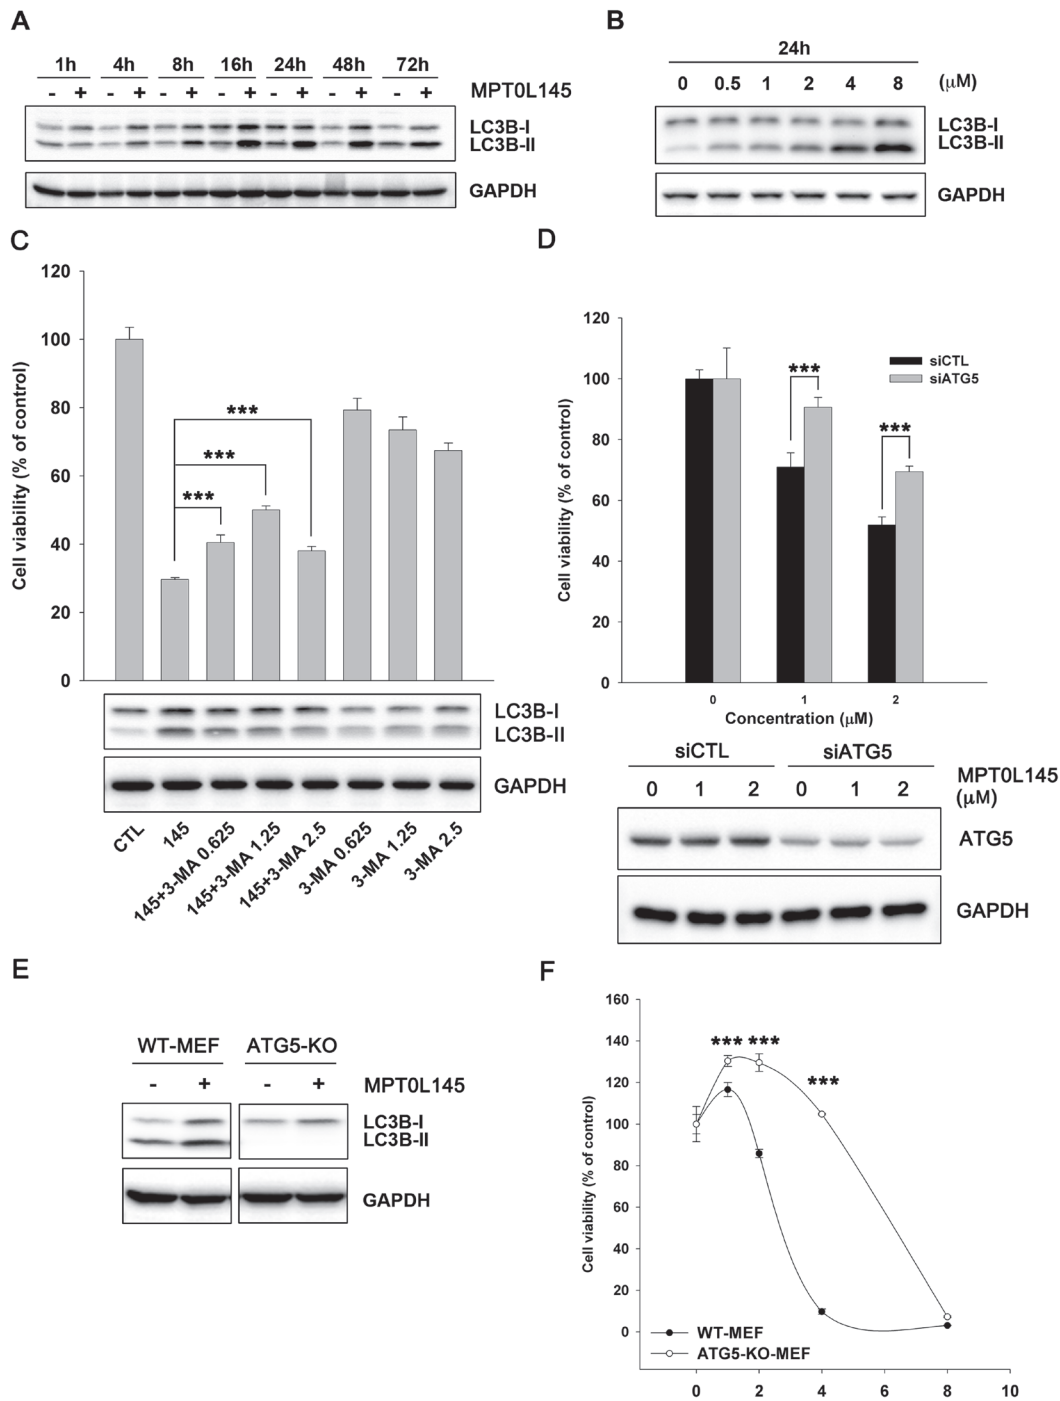 A
1h 4h 8h 16h 24h 48h 72h
- + - + - + - + - + - + - + MPT0L145
LC3B-I
LC3B-II
GAPDH
B
24h
0 0.5 1 2 4 8 (μM)
LC3B-I
LC3B-II
GAPDH
C
120
100
80
60
40
20
0
Cell viability (% of control)
***
***
***
LC3B-I
LC3B-II
GAPDH
CTL
145
145+3-MA 0.625
145+3-MA 1.25
145+3-MA 2.5
3-MA 0.625
3-MA 1.25
3-MA 2.5
D
120
100
80
60
40
20
0
Cell viability (% of control)
siCTL
siATG5
***
***
0 1 2
Concentration (μM)
siCTL siATG5
0 1 2 0 1 2 MPT0L145
(μM)
ATG5
GAPDH
E
WT-MEF ATG5-KO
- + - + MPT0L145
LC3B-I
LC3B-II
GAPDH
F
160
140
120
100
80
60
40
20
0
Cell viability (% of control)
*** ***
***
WT-MEF
ATG5-KO-MEF
0 2 4 6 8 10